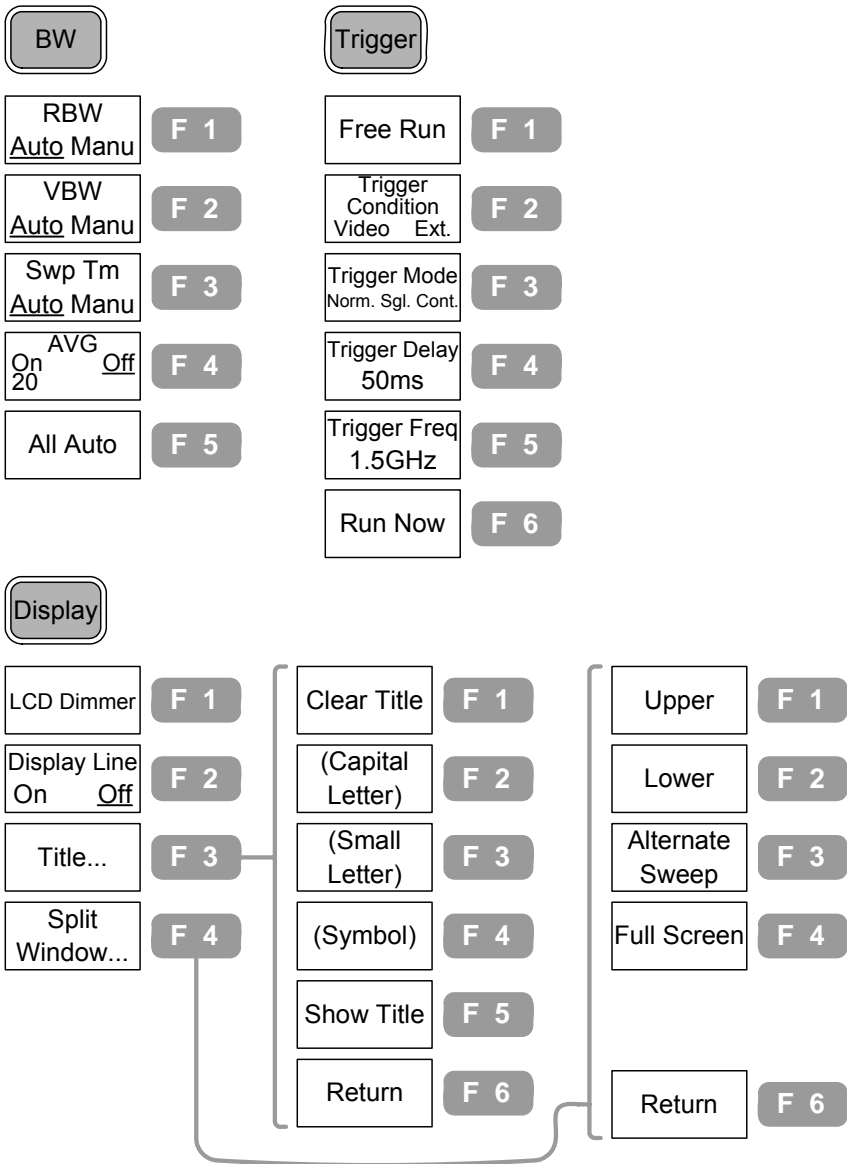 BW
RBW
Auto Manu
F 1
VBW
Auto Manu
F 2
Swp Tm
Auto Manu
F 3
AVG
On Off
20
F 4
All Auto
F 5
Trigger
Free Run
F 1
Trigger
Condition
Video Ext.
F 2
Trigger Mode
Norm. Sgl. Cont.
F 3
Trigger Delay
50ms
F 4
Trigger Freq
1.5GHz
F 5
Run Now
F 6
Display
LCD Dimmer
F 1
Display Line
On Off
F 2
Title...
F 3
Split
Window...
F 4
Clear Title
F 1
(Capital
Letter)
F 2
(Small
Letter)
F 3
(Symbol)
F 4
Show Title
F 5
Return
F 6
Upper
F 1
Lower
F 2
Alternate
Sweep
F 3
Full Screen
F 4
Return
F 6